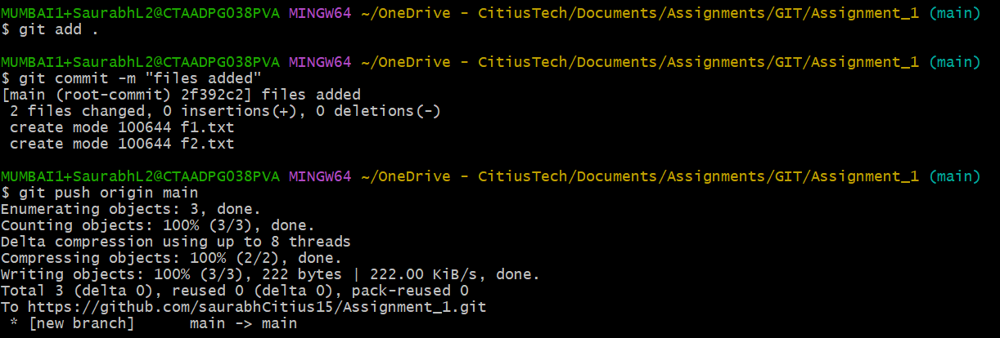 MUMBAI1+SaurabhL2@CTAADPG038PVA MINGW64 ~/OneDrive - CitiusTech/Documents/Assignments/GIT/Assignment_1 (main)
$ git add .
MUMBAI1+SaurabhL2@CTAADPG038PVA MINGW64 ~/OneDrive - CitiusTech/Documents/Assignments/GIT/Assignment_1 (main)
$ git commit -m "files added"
[main (root-commit) 2f392c2] files added
 2 files changed, 0 insertions(+), 0 deletions(-)
 create mode 100644 f1.txt
 create mode 100644 f2.txt
MUMBAI1+SaurabhL2@CTAADPG038PVA MINGW64 ~/OneDrive - CitiusTech/Documents/Assignments/GIT/Assignment_1 (main)
$ git push origin main
Enumerating objects: 3, done.
Counting objects: 100% (3/3), done.
Delta compression using up to 8 threads
Compressing objects: 100% (2/2), done.
Writing objects: 100% (3/3), 222 bytes | 222.00 KiB/s, done.
Total 3 (delta 0), reused 0 (delta 0), pack-reused 0
To https://github.com/saurabhCitius15/Assignment_1.git
 * [new branch]      main -> main